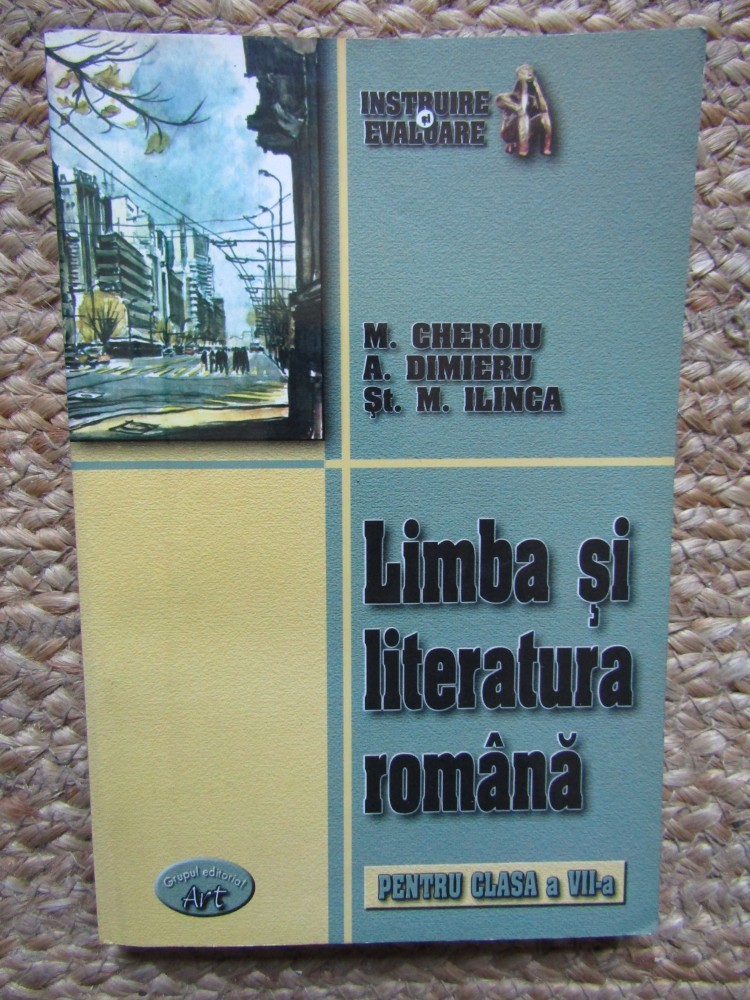 INSTRUIRE
și
EVALUARE
M. CHEROIU
A. DIMIERU
Șt. M. ILINCA
Limba și
literatura
română
PENTRU CLASA a VII-a
Grupul editorial
Art